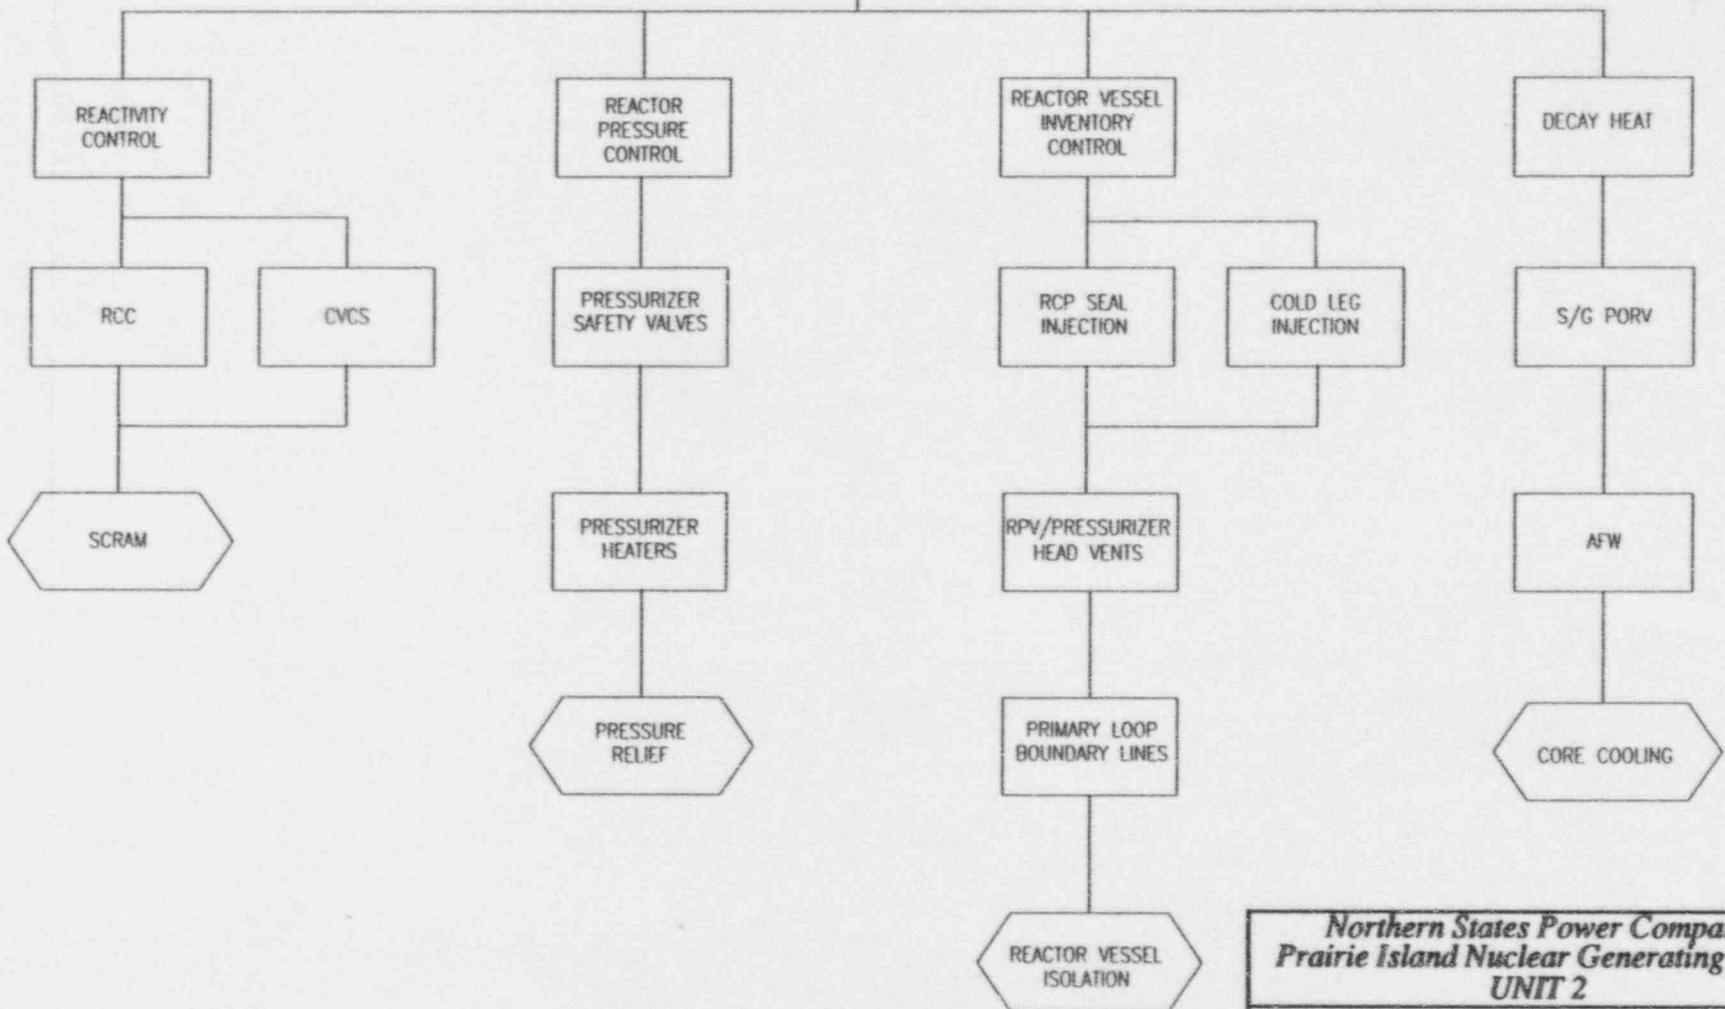 REACTIVITY
CONTROL
REACTOR
PRESSURE
CONTROL
REACTOR VESSEL
INVENTORY
CONTROL
DECAY HEAT
RCC
CVCS
PRESSURIZER
SAFETY VALVES
RCP SEAL
INJECTION
COLD LEG
INJECTION
S/G PORV
SCRAM
PRESSURIZER
HEATERS
RPV/PRESSURIZER
HEAD VENTS
AFW
PRESSURE
RELIEF
PRIMARY LOOP
BOUNDARY LINES
CORE COOLING
REACTOR VESSEL
ISOLATION
Northern States Power Compa
Prairie Island Nuclear Generating
UNIT 2